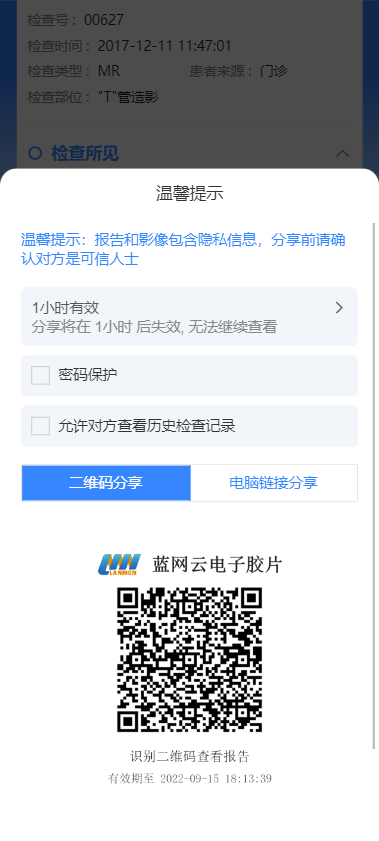 检查号：00627
检查时间：2017-12-11 11:47:01
检查类型：MR 患者来源：门诊
检查部位："T"管造影
检查所见
温馨提示
温馨提示：报告和影像包含隐私信息，分享前请确
认对方是可信人士
1小时有效
分享将在 1小时 后失效, 无法继续查看
密码保护
允许对方查看历史检查记录
二维码分享 电脑链接分享
LANWON 蓝网云电子胶片
识别二维码查看报告
有效期至 2022-09-15 18:13:39